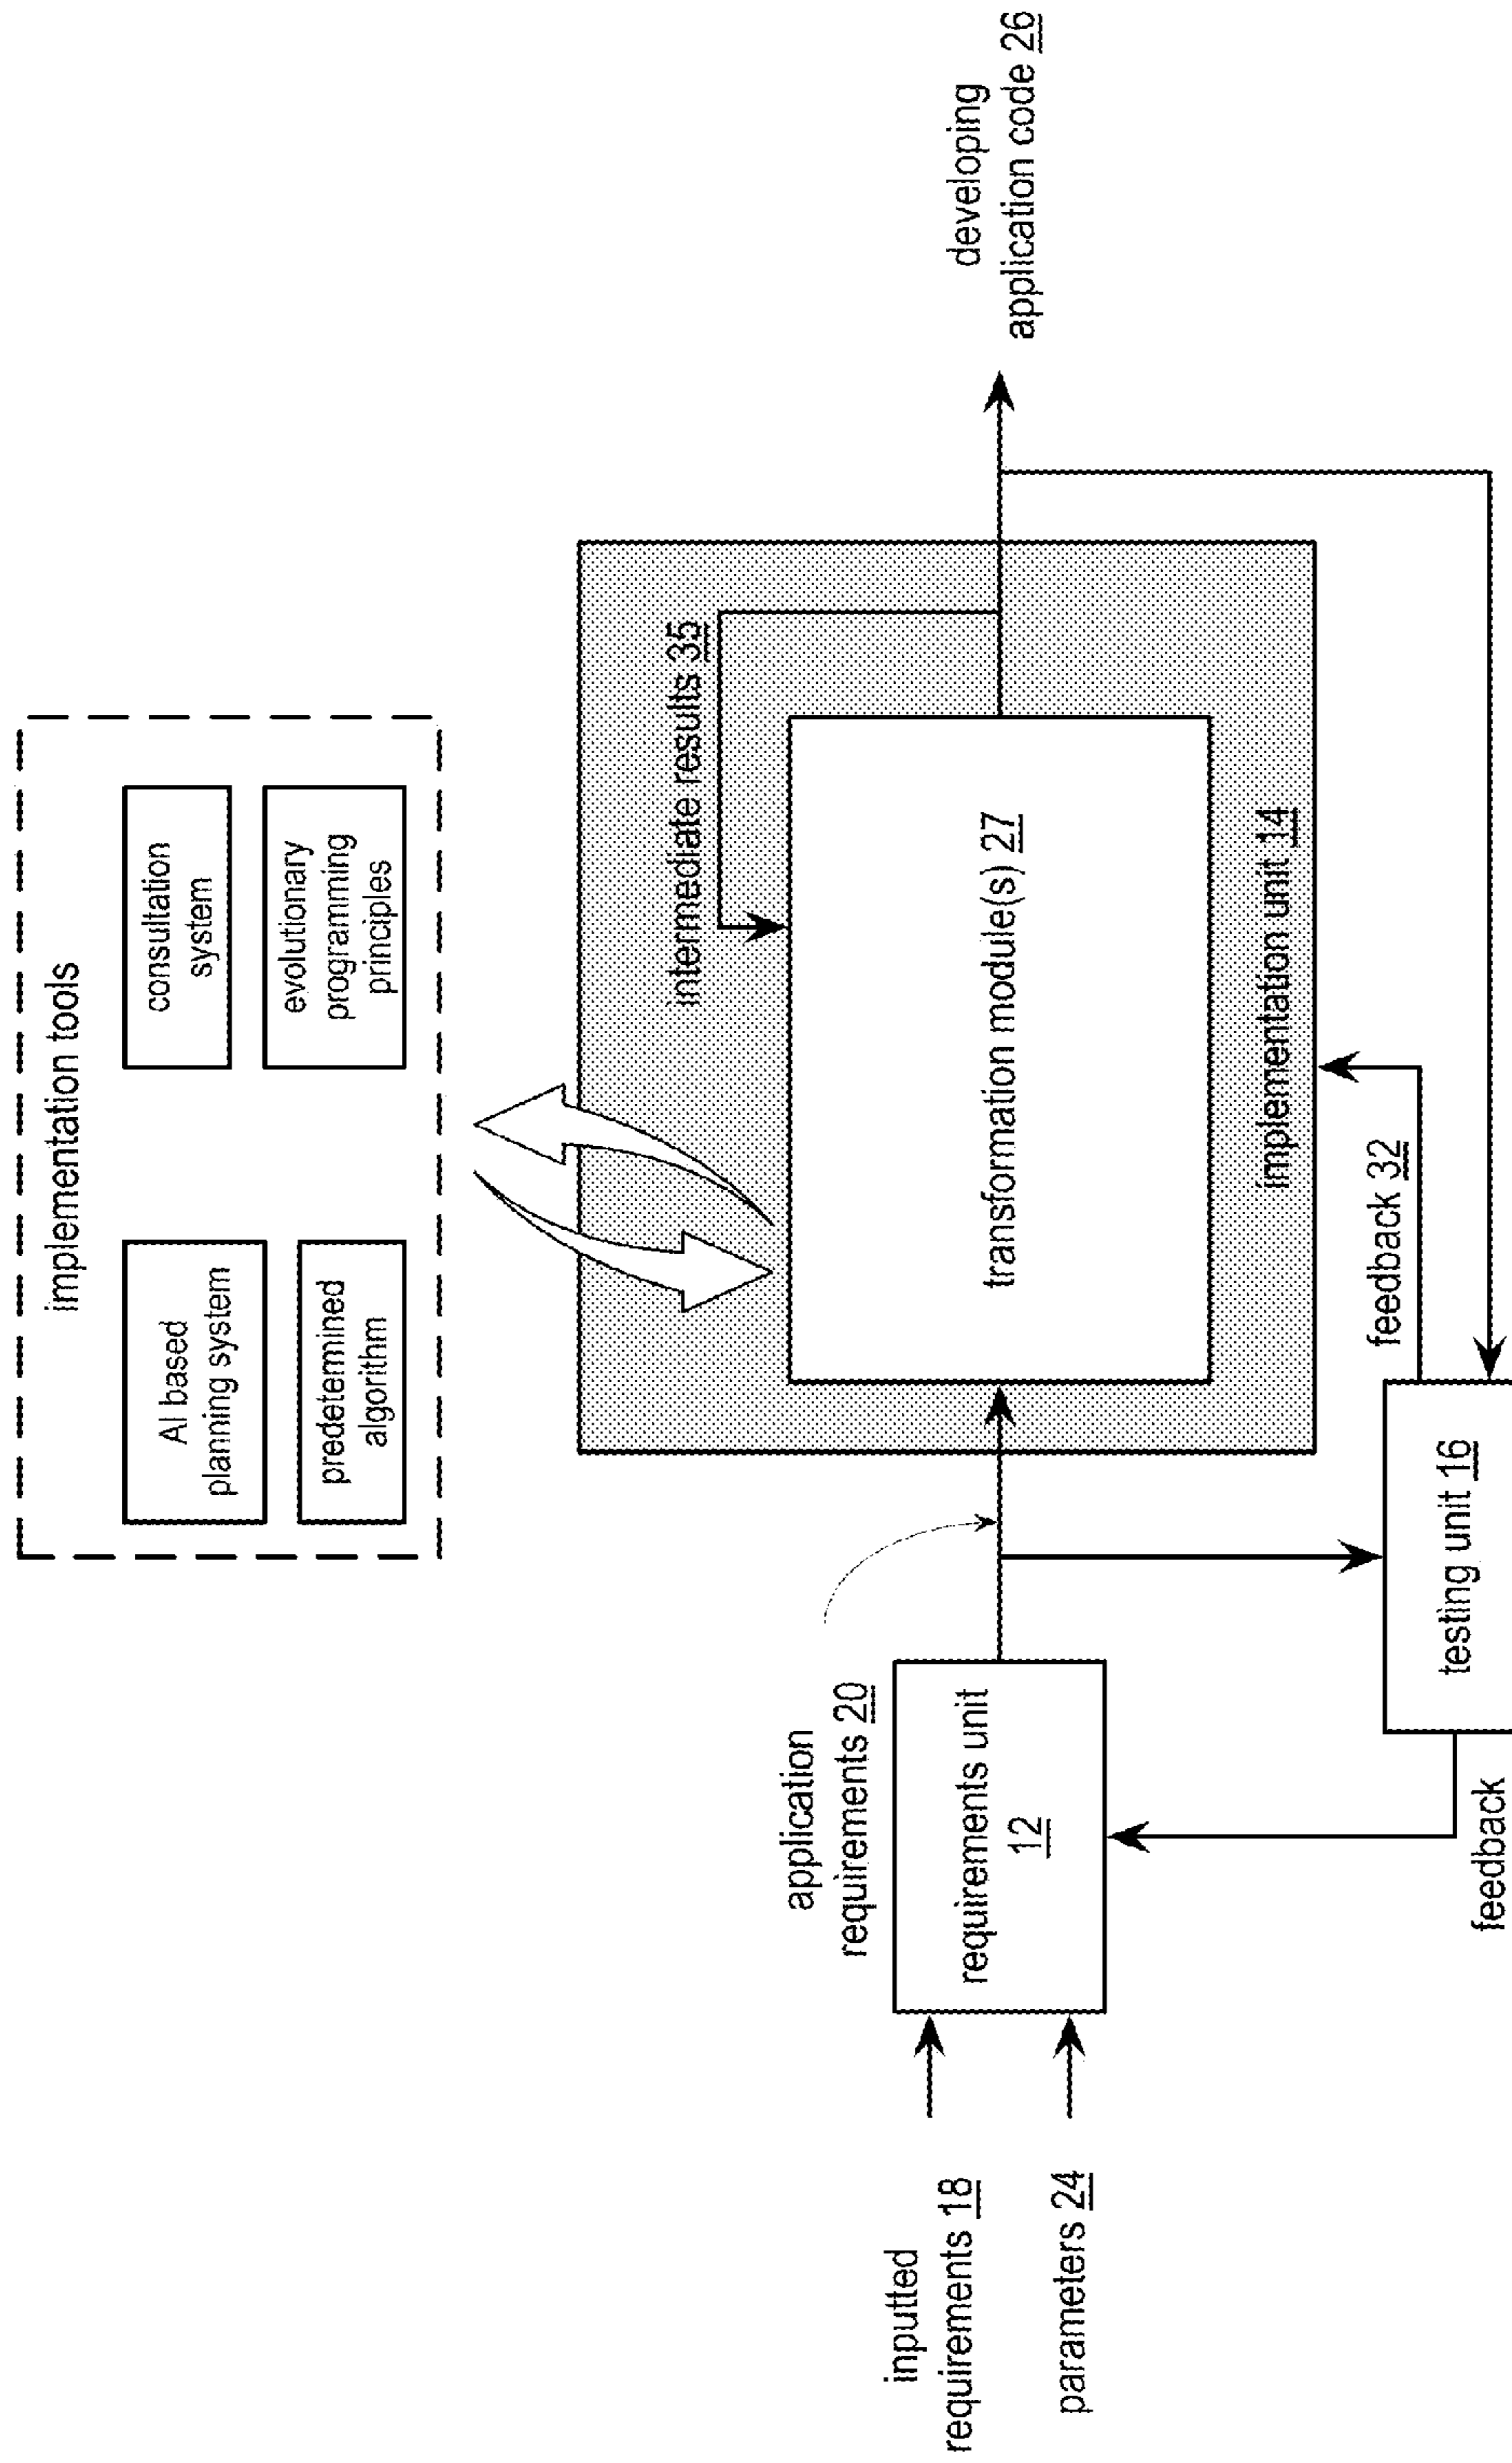 implementation tools
AI based
planning system
predetermined
algorithm
consultation
system
evolutionary
programming
principles
inputted
requirements 18
parameters 24
application
requirements 20
requirements unit
12
intermediate results 35
transformation module(s) 27
implementation unit 14
developing
application code 26
feedback 32
testing unit 16
feedback